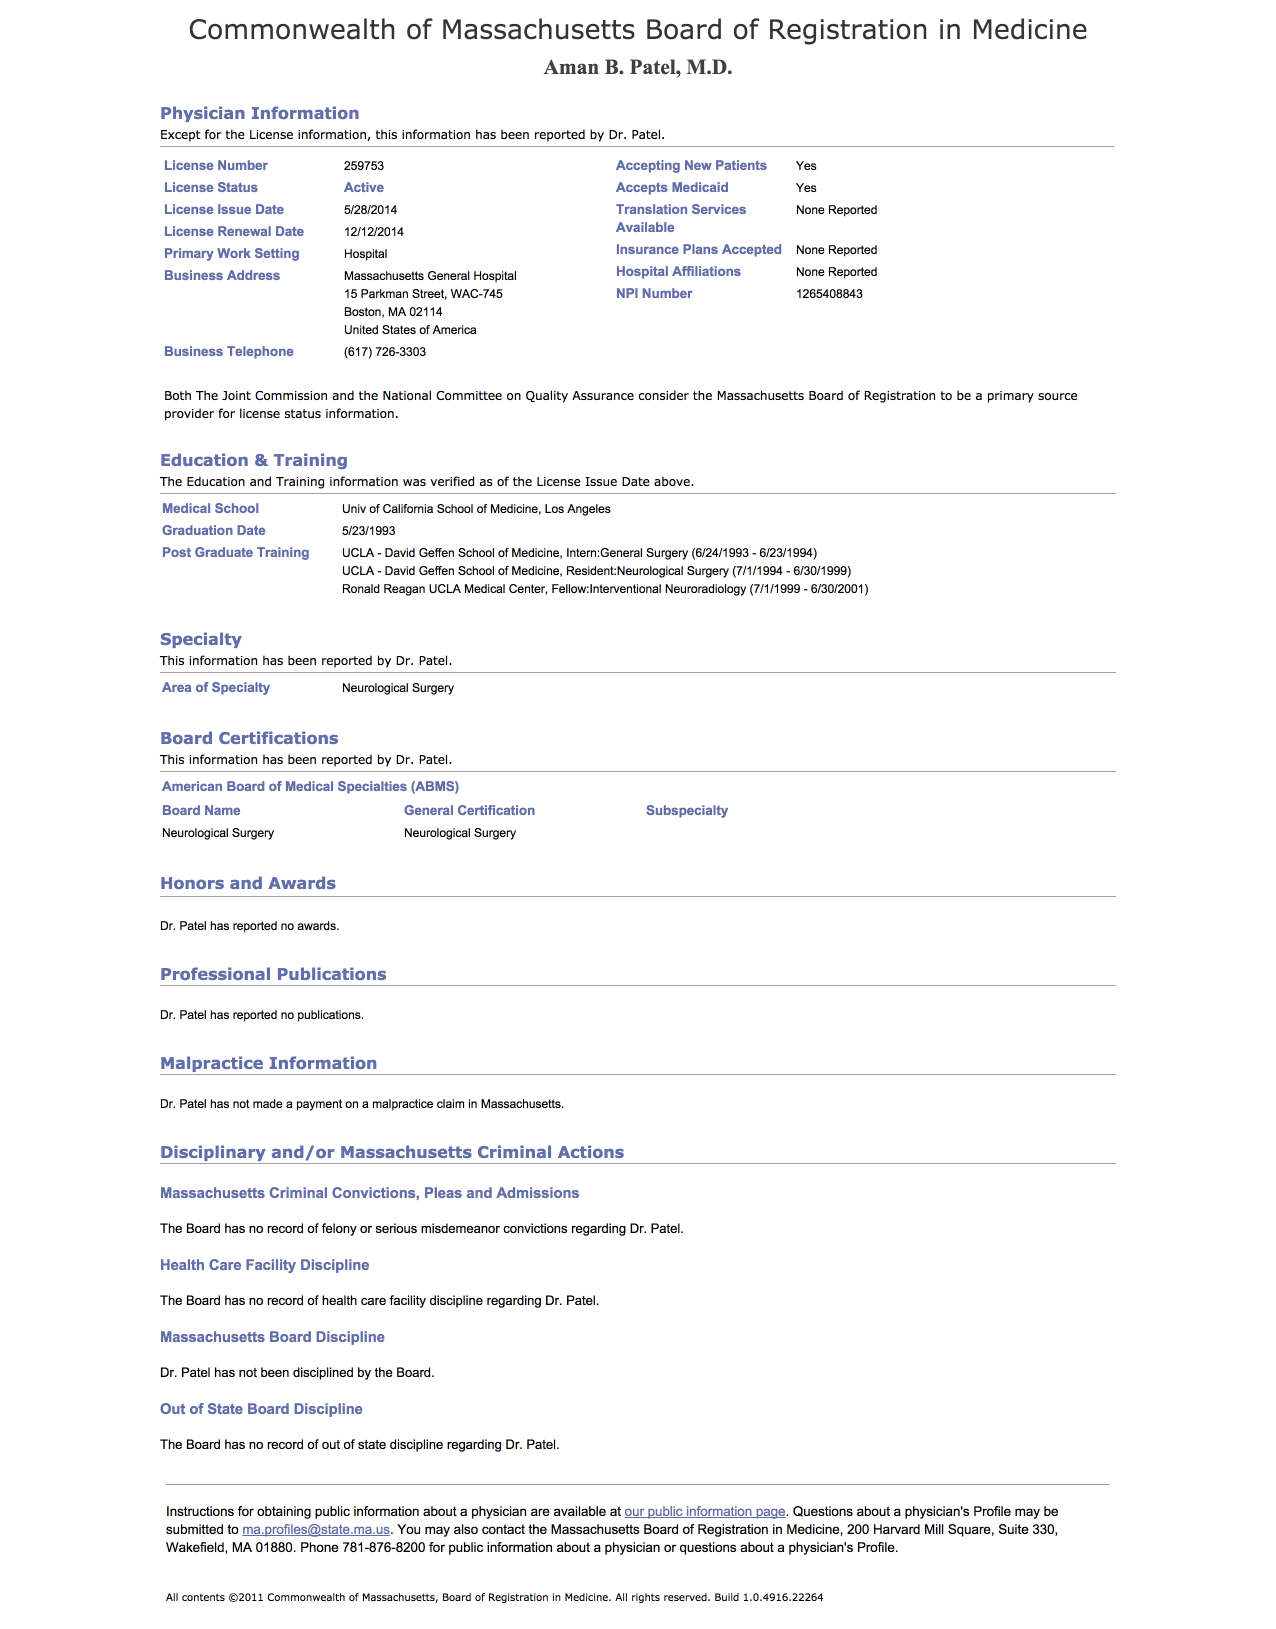 Commonwealth of Massachusetts Board of Registration in Medicine
Aman B. Patel, M.D.
Physician Information
Except for the License information, this information has been reported by Dr. Patel.
License Number 259753
License Status Active
License Issue Date 5/28/2014
License Renewal Date 12/12/2014
Primary Work Setting Hospital
Business Address Massachusetts General Hospital
15 Parkman Street, WAC-745
Boston, MA 02114
United States of America
Business Telephone (617) 726-3303
Accepting New Patients Yes
Accepts Medicaid Yes
Translation Services None Reported
Available
Insurance Plans Accepted None Reported
Hospital Affiliations None Reported
NPI Number 1265408843
Both The Joint Commission and the National Committee on Quality Assurance consider the Massachusetts Board of Registration to be a primary source
provider for license status information.
Education & Training
The Education and Training information was verified as of the License Issue Date above.
Medical School Univ of California School of Medicine, Los Angeles
Graduation Date 5/23/1993
Post Graduate Training UCLA - David Geffen School of Medicine, Intern:General Surgery (6/24/1993 - 6/23/1994)
UCLA - David Geffen School of Medicine, Resident:Neurological Surgery (7/1/1994 - 6/30/1999)
Ronald Reagan UCLA Medical Center, Fellow:Interventional Neuroradiology (7/1/1999 - 6/30/2001)
Specialty
This information has been reported by Dr. Patel.
Area of Specialty Neurological Surgery
Board Certifications
This information has been reported by Dr. Patel.
American Board of Medical Specialties (ABMS)
Board Name General Certification Subspecialty
Neurological Surgery Neurological Surgery
Honors and Awards
Dr. Patel has reported no awards.
Professional Publications
Dr. Patel has reported no publications.
Malpractice Information
Dr. Patel has not made a payment on a malpractice claim in Massachusetts.
Disciplinary and/or Massachusetts Criminal Actions
Massachusetts Criminal Convictions, Pleas and Admissions
The Board has no record of felony or serious misdemeanor convictions regarding Dr. Patel.
Health Care Facility Discipline
The Board has no record of health care facility discipline regarding Dr. Patel.
Massachusetts Board Discipline
Dr. Patel has not been disciplined by the Board.
Out of State Board Discipline
The Board has no record of out of state discipline regarding Dr. Patel.
Instructions for obtaining public information about a physician are available at our public information page. Questions about a physician's Profile may be
submitted to ma.profiles@state.ma.us. You may also contact the Massachusetts Board of Registration in Medicine, 200 Harvard Mill Square, Suite 330,
Wakefield, MA 01880. Phone 781-876-8200 for public information about a physician or questions about a physician's Profile.
All contents ©2011 Commonwealth of Massachusetts, Board of Registration in Medicine. All rights reserved. Build 1.0.4916.22264